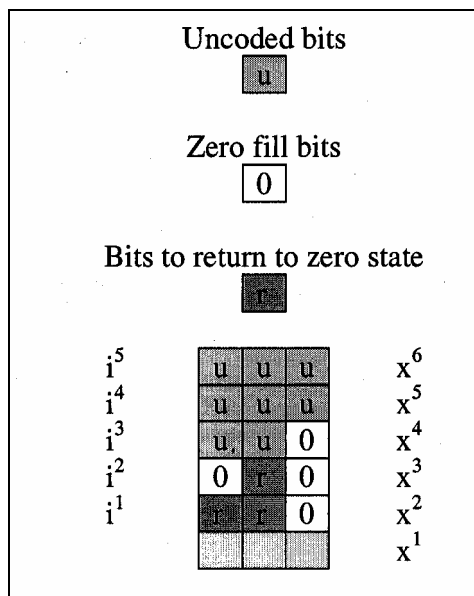 Uncoded bits
u
Zero fill bits
0
Bits to return to zero state
r
i⁵ u u u x⁶
i⁴ u u u x⁵
i³ u u 0 x⁴
i² 0 r 0 x³
i¹ r r 0 x²
x¹